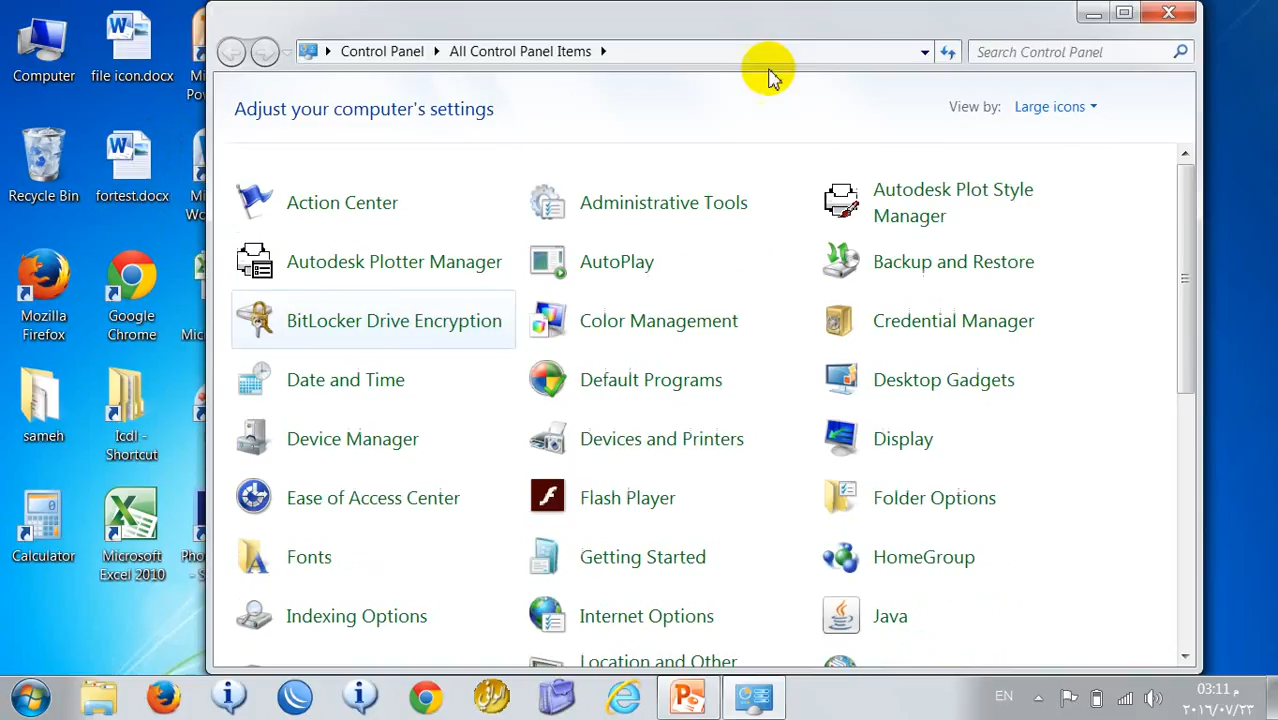 Computer
file icon.docx
Recycle Bin
fortest.docx
Mozilla
Firefox
Google
Chrome
sameh
Icdl -
Shortcut
Calculator
Microsoft
Excel 2010
Control Panel
All Control Panel Items
Search Control Panel
Adjust your computer's settings
View by:
Large icons
Action Center
Administrative Tools
Autodesk Plot Style
Manager
Autodesk Plotter Manager
AutoPlay
Backup and Restore
BitLocker Drive Encryption
Color Management
Credential Manager
Date and Time
Default Programs
Desktop Gadgets
Device Manager
Devices and Printers
Display
Ease of Access Center
Flash Player
Folder Options
Fonts
Getting Started
HomeGroup
Indexing Options
Internet Options
Java
Location and Other
EN
03:11 م
٢٠١٦/٠٧/٢٣